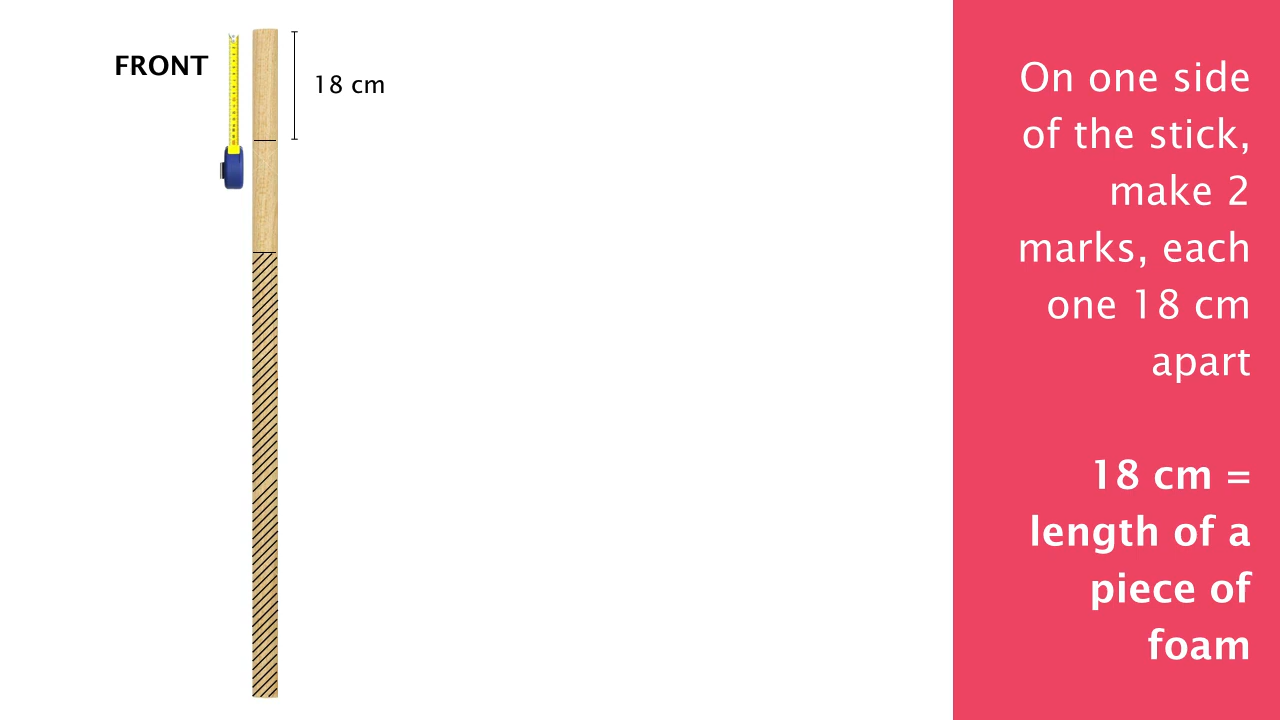 FRONT
18 cm
On one side
of the stick,
make 2
marks, each
one 18 cm
apart
18 cm =
length of a
piece of
foam